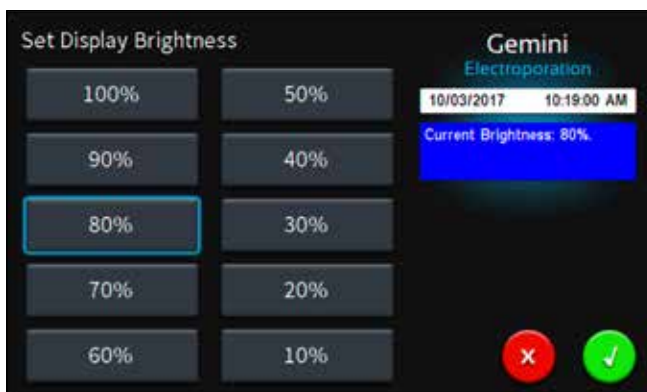 Set Display Brightness
100%
50%
90%
40%
80%
30%
70%
20%
60%
10%
Gemini
Electroporation
10/03/2017 10:19:00 AM
Current Brightness: 80%.